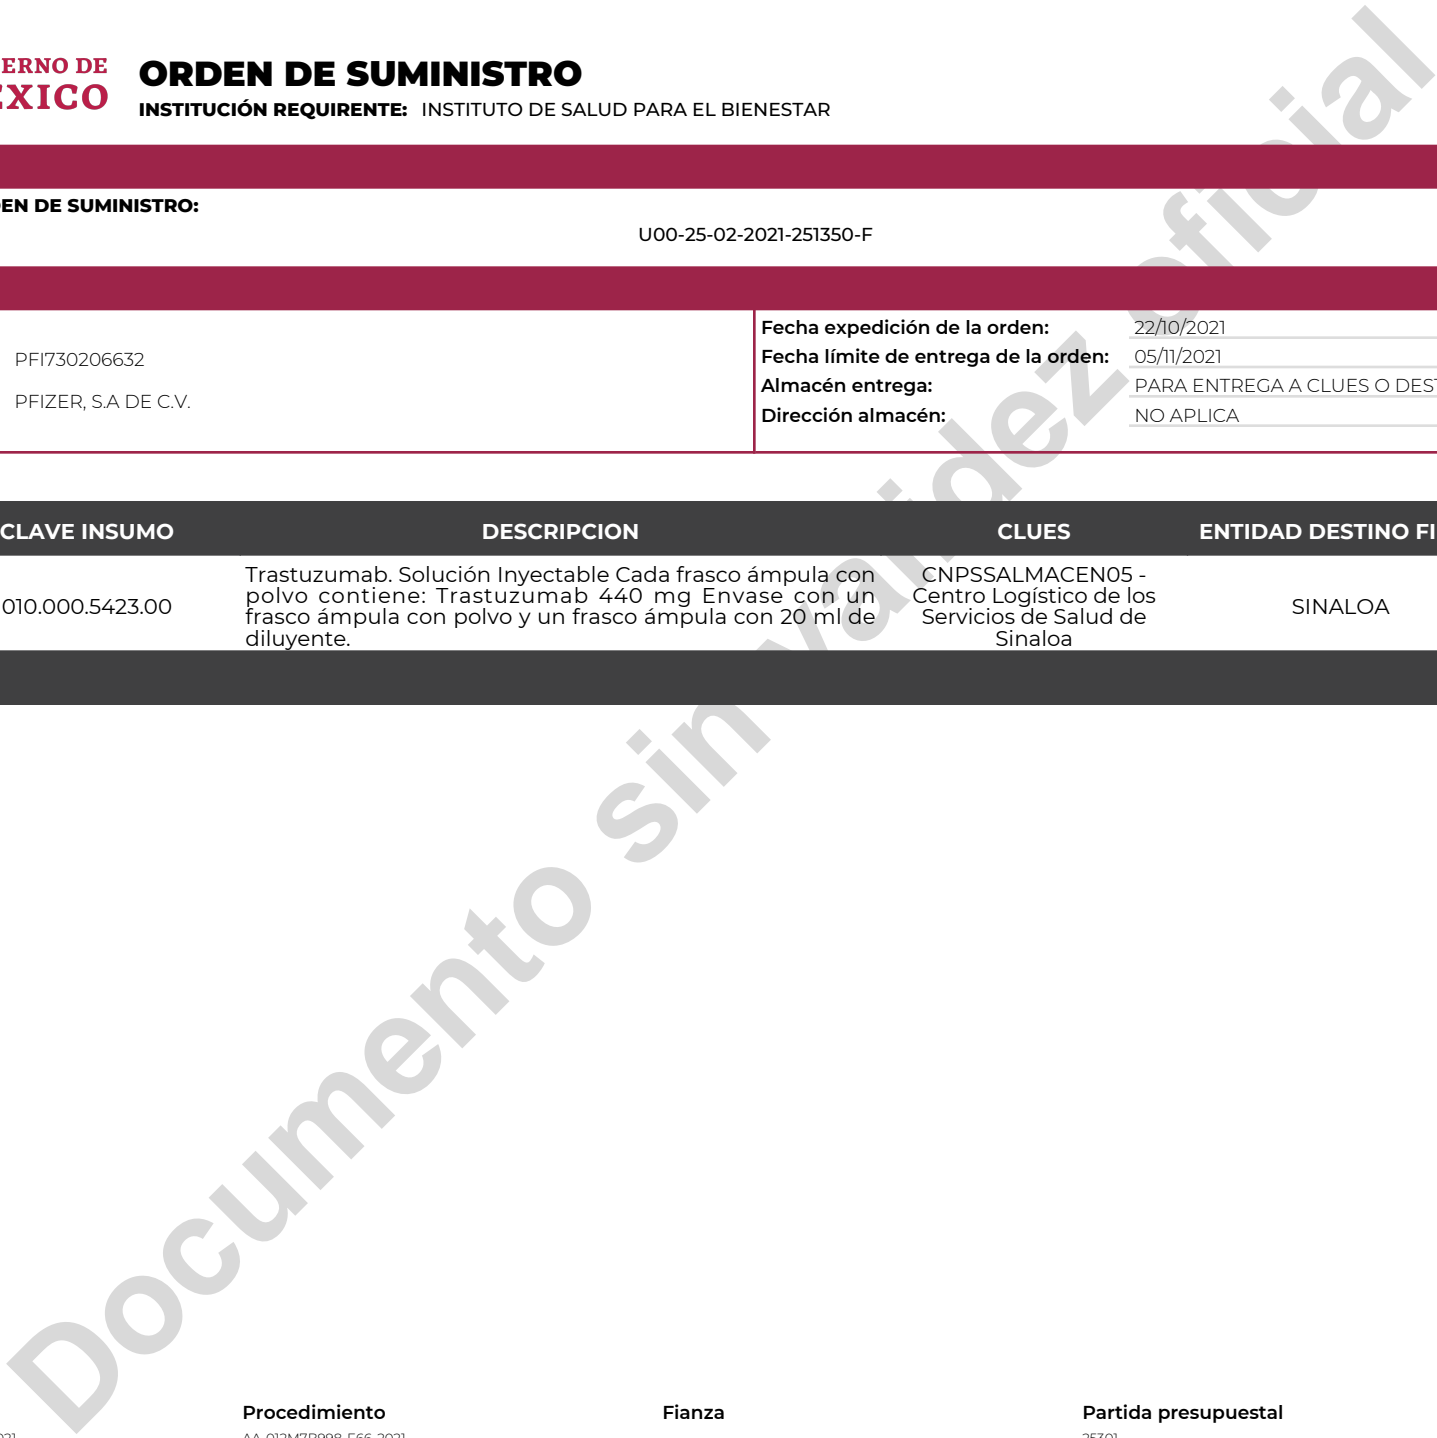 ERNO DE
EXICO
ORDEN DE SUMINISTRO
INSTITUCIÓN REQUIRENTE: INSTITUTO DE SALUD PARA EL BIENESTAR
EN DE SUMINISTRO:
U00-25-02-2021-251350-F
PFI730206632
PFIZER, S.A DE C.V.
Fecha expedición de la orden: 22/10/2021
Fecha límite de entrega de la orden: 05/11/2021
Almacén entrega: PARA ENTREGA A CLUES O DEST
Dirección almacén: NO APLICA
CLAVE INSUMO DESCRIPCION CLUES ENTIDAD DESTINO FI
010.000.5423.00
Trastuzumab. Solución Inyectable Cada frasco ámpula con
polvo contiene: Trastuzumab 440 mg Envase con un
frasco ámpula con polvo y un frasco ámpula con 20 ml de
diluyente.
CNPSSALMACEN05 -
Centro Logístico de los
Servicios de Salud de
Sinaloa
SINALOA
Documento sin validez oficial
Procedimiento Fianza Partida presupuestal